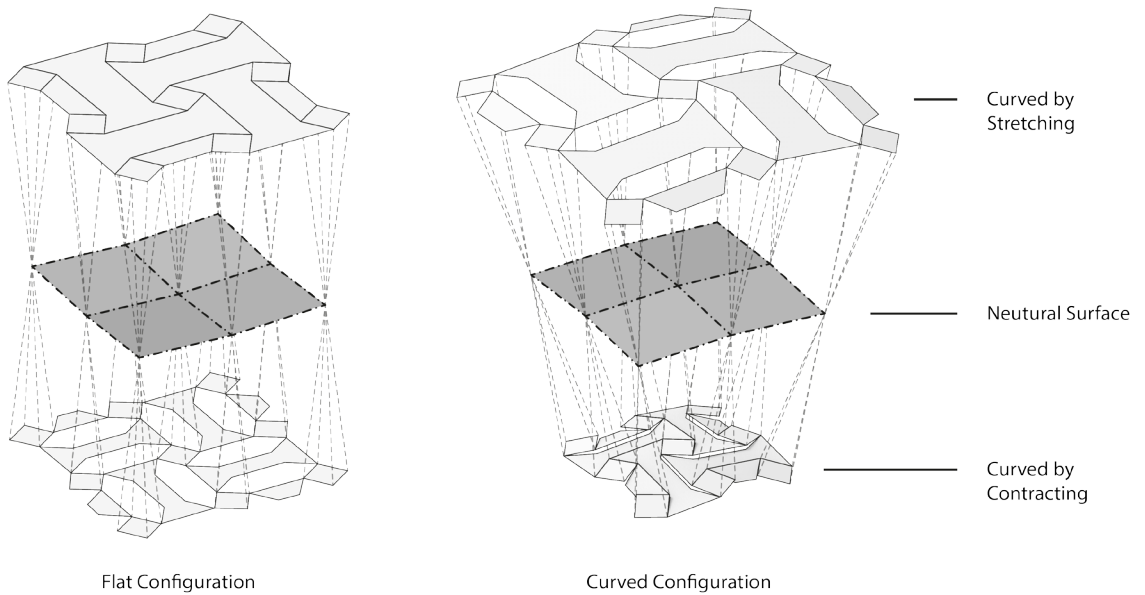 Curved by
Stretching
Neutural Surface
Curved by
Contracting
Flat Configuration
Curved Configuration